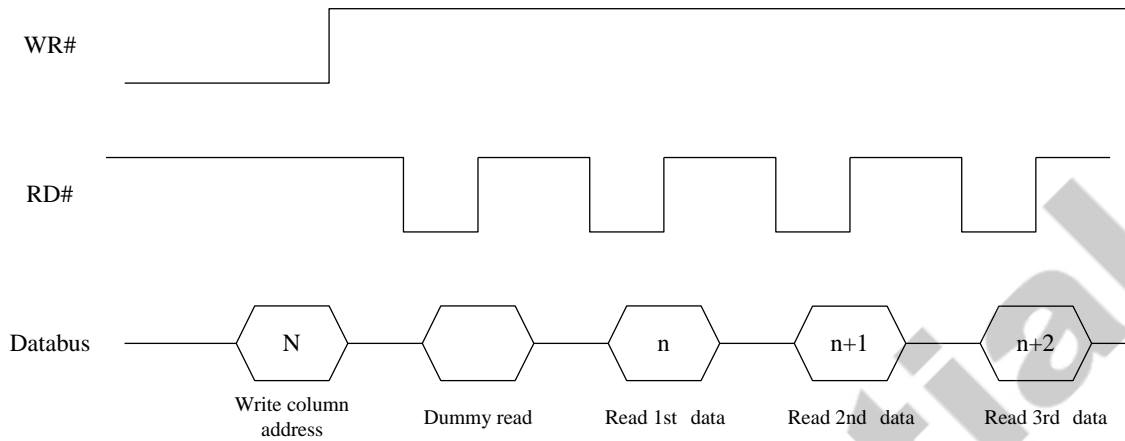 WR#
RD#
Databus
N
n
n+1
n+2
Write column
address
Dummy read
Read 1st data
Read 2nd data
Read 3rd data
tial